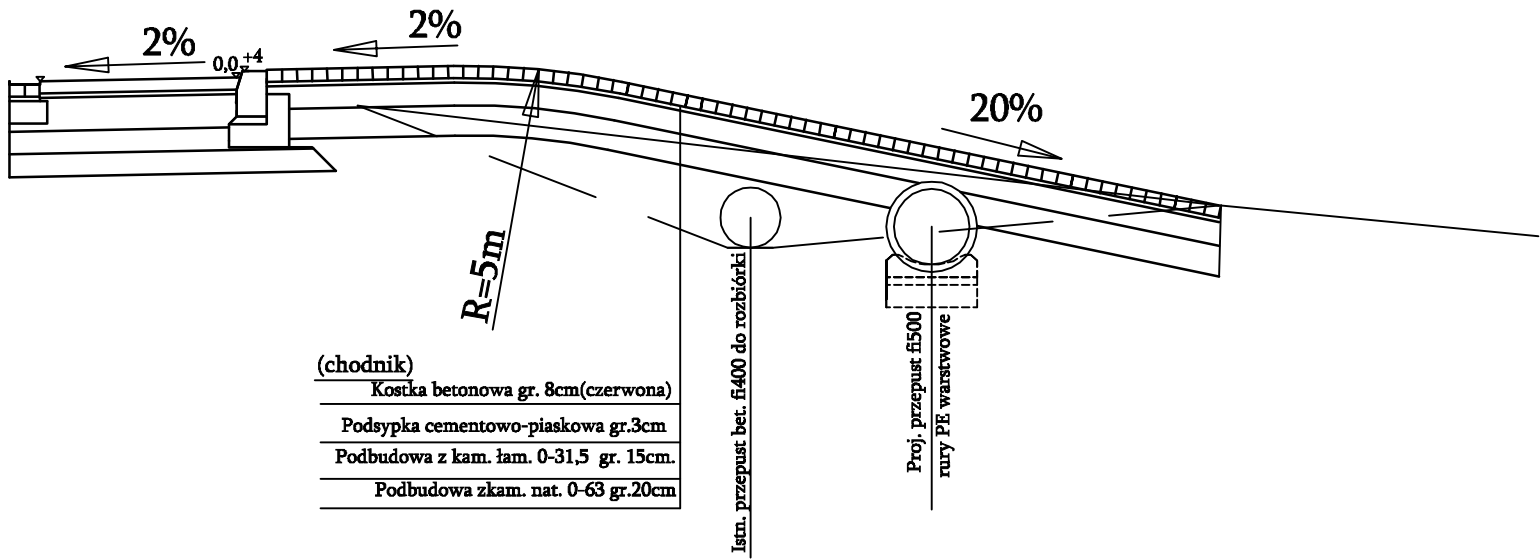 2%
2%
0,0
+4
20%
R=5m
(chodnik)
Kostka betonowa gr. 8cm(czerwona)
Podsypka cementowo-piaskowa gr.3cm
Podbudowa z kam. łam. 0-31,5 gr. 15cm.
Podbudowa zkam. nat. 0-63 gr.20cm
Istn. przepust bet. fi400 do rozbiórki
Proj. przepust fi500
rury PE warstwowe